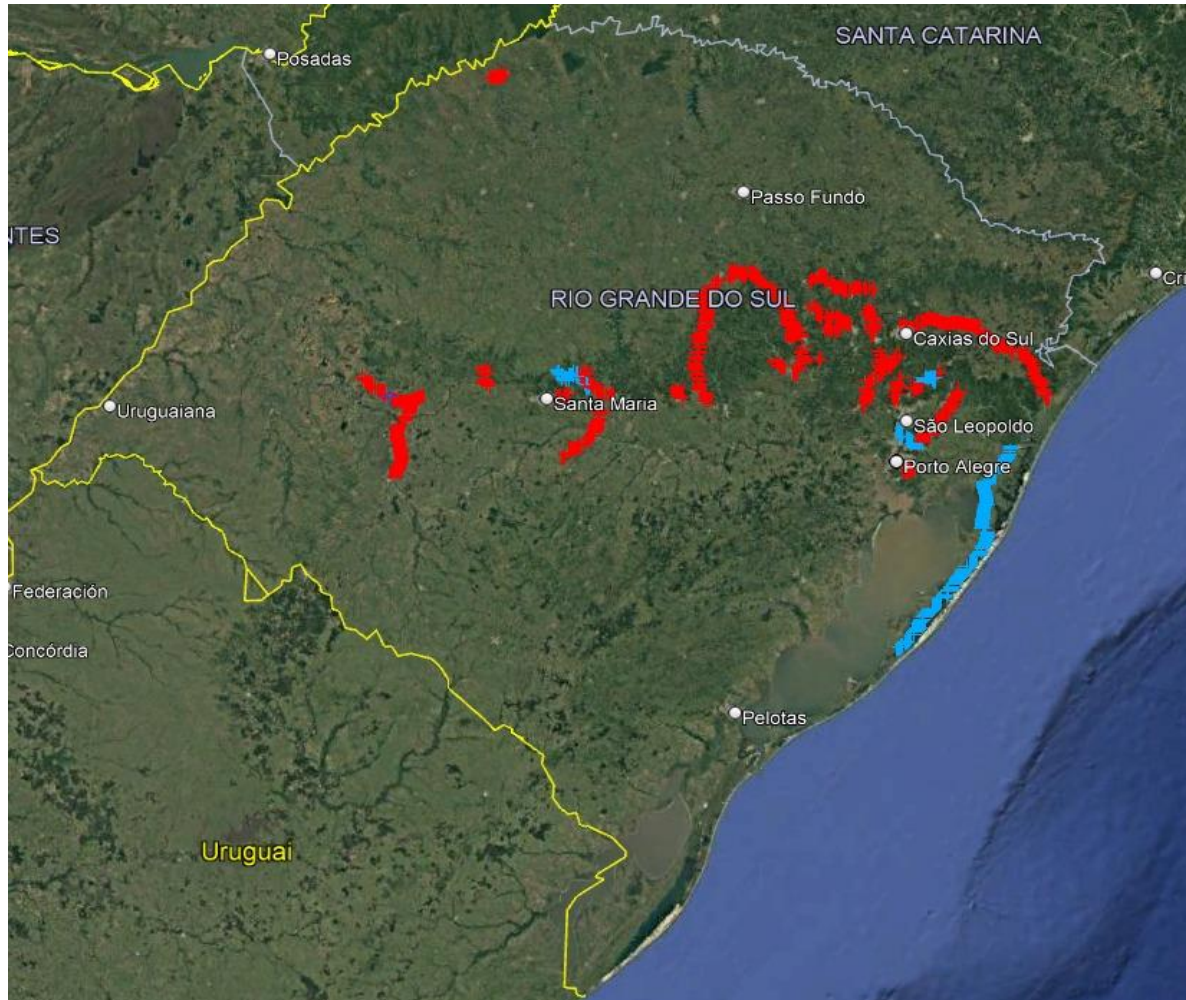 SANTA CATARINA
Posadas
Passo Fundo
NTES
Cri
RIO GRANDE DO SUL
Caxias do Sul
Uruguaiana
Santa Maria
São Leopoldo
Porto Alegre
Federación
Concórdia
Pelotas
Uruguai